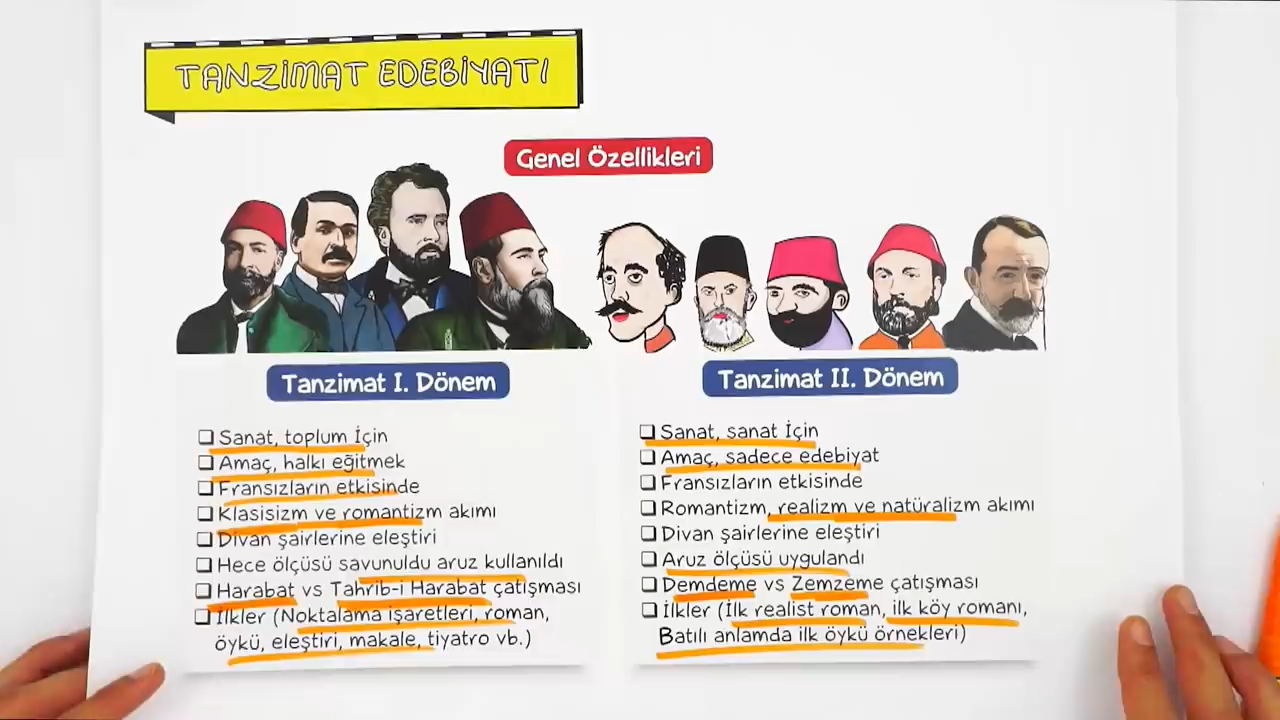 TANZİMAT EDEBİYATI
Genel Özellikleri
Tanzimat I. Dönem
Sanat, toplum İçin
Amaç, halkı eğitmek
Fransızların etkisinde
Klasisizm ve romantizm akımı
Divan şairlerine eleştiri
Hece ölçüsü savunuldu aruz kullanıldı
Harabat vs Tahrib-i Harabat çatışması
İlkler (Noktalama işaretleri, roman,
öykü, eleştiri, makale, tiyatro vb.)
Tanzimat II. Dönem
Sanat, sanat İçin
Amaç, sadece edebiyat
Fransızların etkisinde
Romantizm, realizm ve natüralizm akımı
Divan şairlerine eleştiri
Aruz ölçüsü uygulandı
Demdeme vs Zemzeme çatışması
İlkler (İlk realist roman, ilk köy romanı,
Batılı anlamda ilk öykü örnekleri)